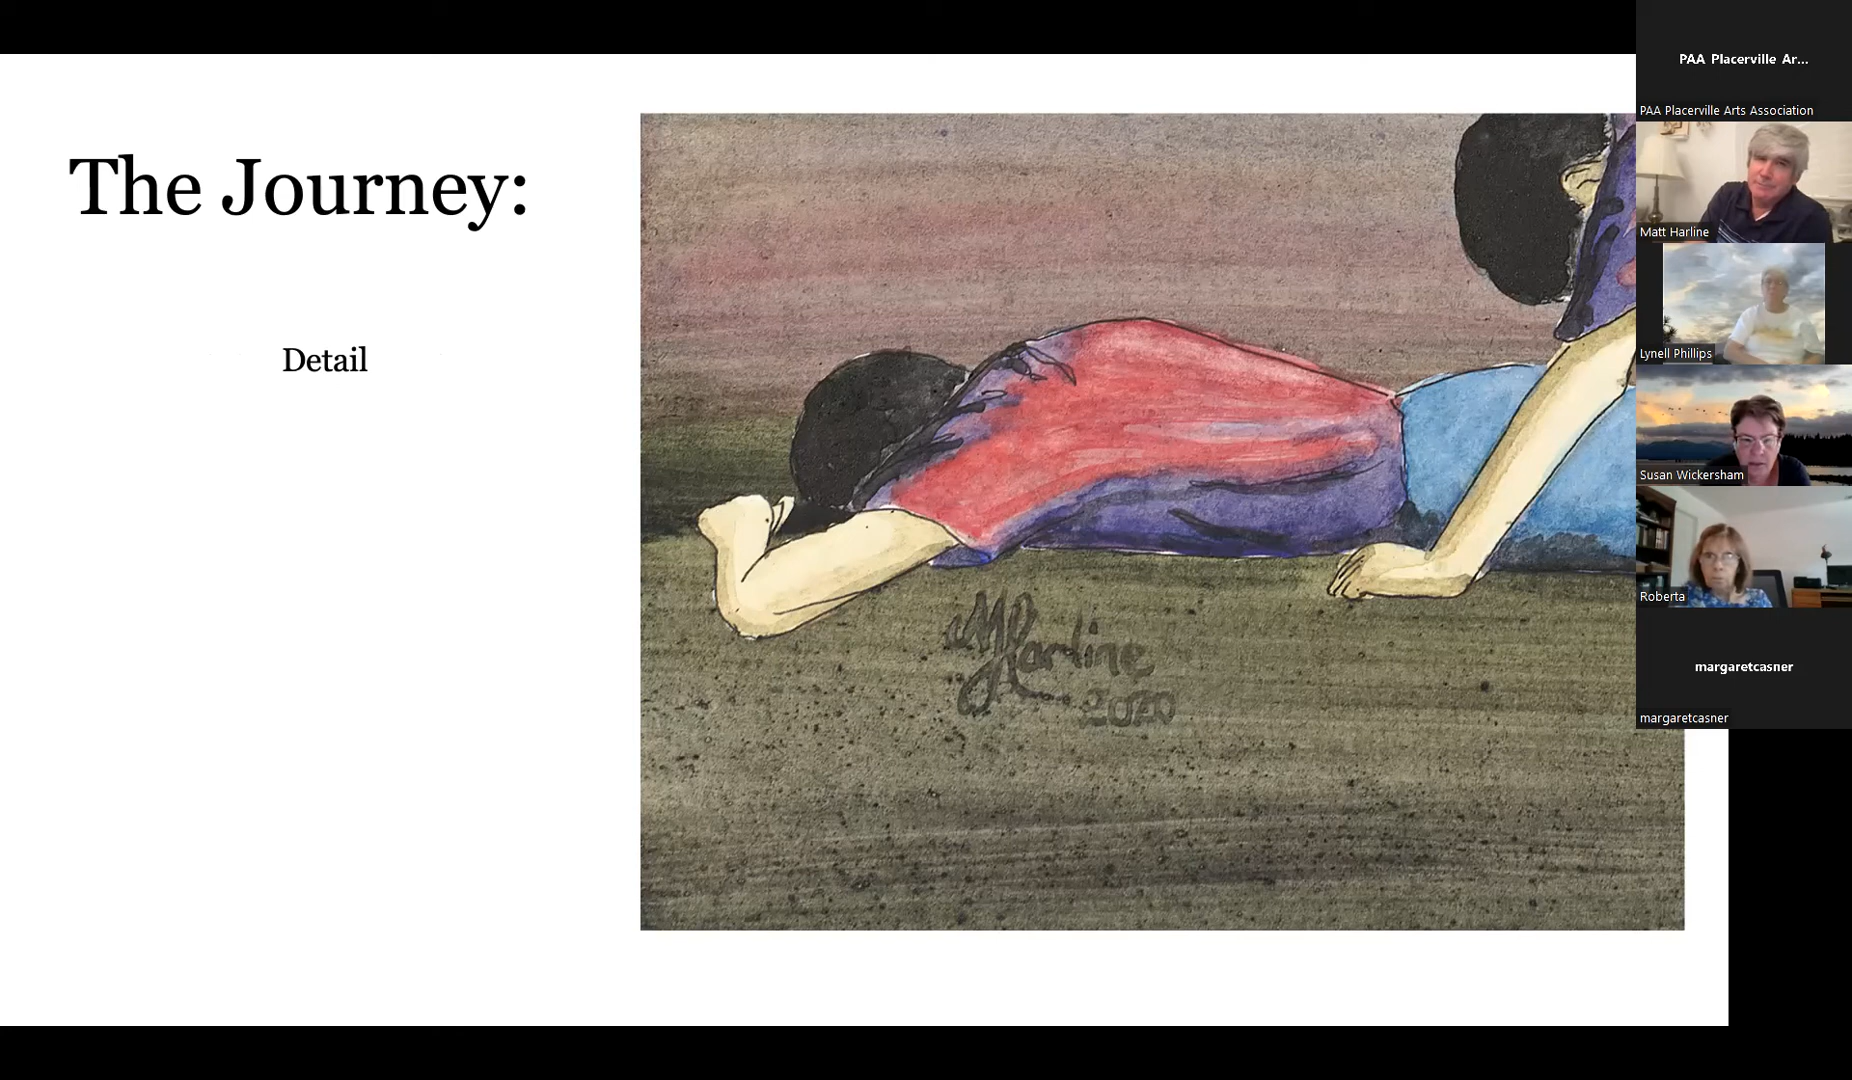 The Journey:
Detail
MHarline
2020
PAA Placerville Ar...
PAA Placerville Arts Association
Matt Harline
Lynell Phillips
Susan Wickersham
Roberta
margaretcasner
margaretcasner